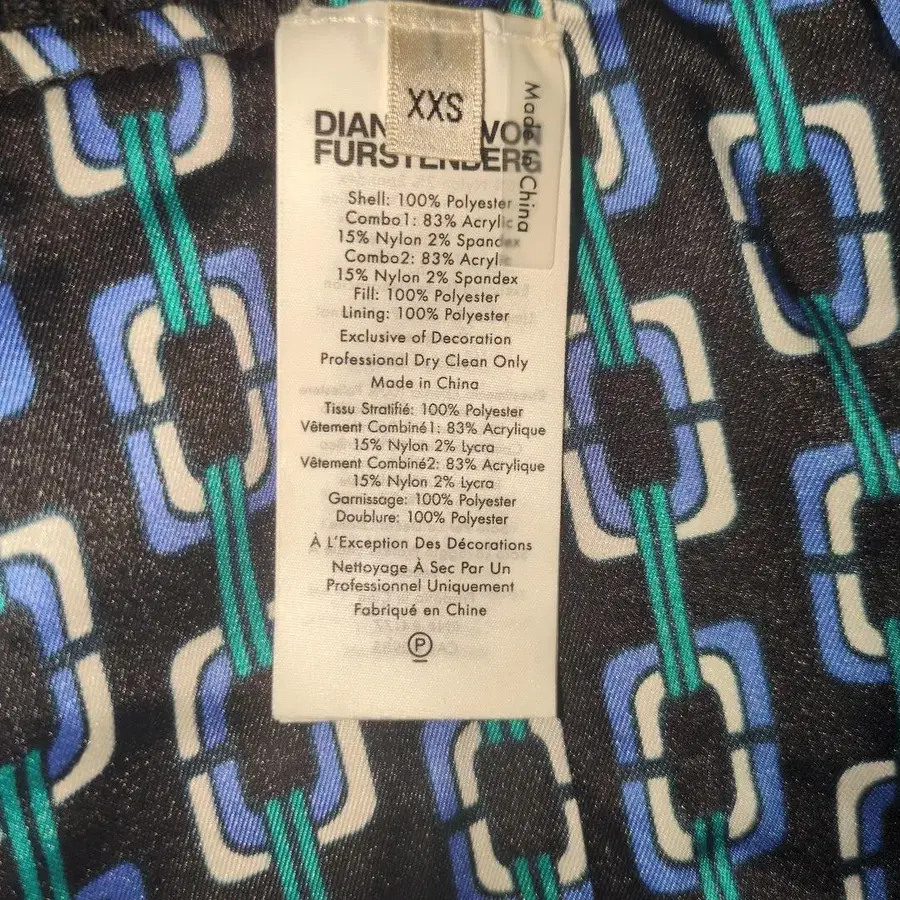 XXS
Made In China
DIANE VON
FURSTENBERG
Shell: 100% Polyester
Combo1: 83% Acrylic
15% Nylon 2% Spandex
Combo2: 83% Acrylic
15% Nylon 2% Spandex
Fill: 100% Polyester
Lining: 100% Polyester
Exclusive of Decoration
Professional Dry Clean Only
Made in China
Tissu Stratifié: 100% Polyester
Vêtement Combiné1: 83% Acrylique
15% Nylon 2% Lycra
Vêtement Combiné2: 83% Acrylique
15% Nylon 2% Lycra
Garnissage: 100% Polyester
Doublure: 100% Polyester
À L'Exception Des Décorations
Nettoyage À Sec Par Un
Professionnel Uniquement
Fabriqué en Chine
P